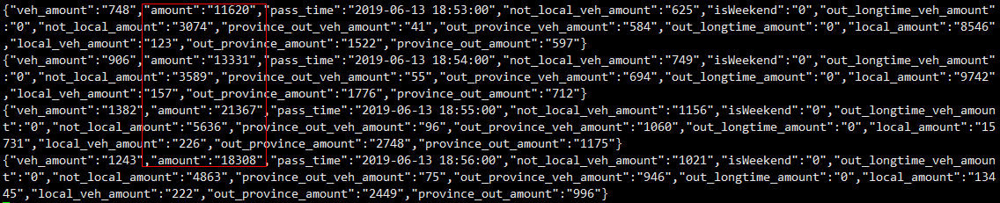 {"veh_amount":"748","amount":"11620","pass_time":"2019-06-13 18:53:00","not_local_veh_amount":"625","isWeekend":"0","out_longtime_veh_amount"
:"0","not_local_amount":"3074","province_out_veh_amount":"41","out_province_veh_amount":"584","out_longtime_amount":"0","local_amount":"8546"
,"local_veh_amount":"123","out_province_amount":"1522","province_out_amount":"597"}
{"veh_amount":"906","amount":"13331","pass_time":"2019-06-13 18:54:00","not_local_veh_amount":"749","isWeekend":"0","out_longtime_veh_amount"
:"0","not_local_amount":"3589","province_out_veh_amount":"55","out_province_veh_amount":"694","out_longtime_amount":"0","local_amount":"9742"
,"local_veh_amount":"157","out_province_amount":"1776","province_out_amount":"712"}
{"veh_amount":"1382","amount":"21367","pass_time":"2019-06-13 18:55:00","not_local_veh_amount":"1156","isWeekend":"0","out_longtime_veh_amoun
t":"0","not_local_amount":"5636","province_out_veh_amount":"96","out_province_veh_amount":"1060","out_longtime_amount":"0","local_amount":"15
731","local_veh_amount":"226","out_province_amount":"2748","province_out_amount":"1175"}
{"veh_amount":"1243","amount":"18308","pass_time":"2019-06-13 18:56:00","not_local_veh_amount":"1021","isWeekend":"0","out_longtime_veh_amoun
t":"0","not_local_amount":"4863","province_out_veh_amount":"75","out_province_veh_amount":"946","out_longtime_amount":"0","local_amount":"134
45","local_veh_amount":"222","out_province_amount":"2449","province_out_amount":"996"}